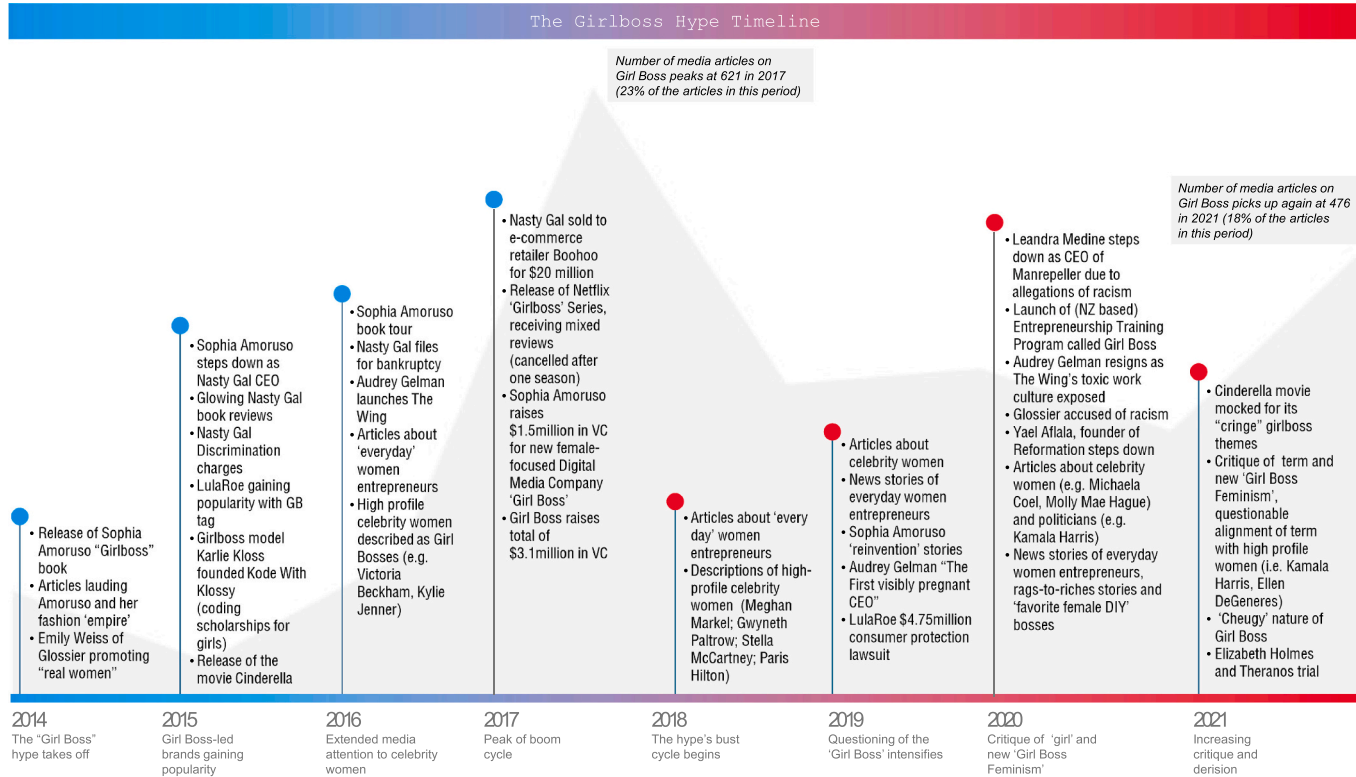 The Girlboss Hype Timeline
Number of media articles on
Girl Boss peaks at 621 in 2017
(23% of the articles in this period)
Number of media articles on
Girl Boss picks up again at 476
in 2021 (18% of the articles
in this period)
• Release of Sophia
Amoruso “Girlboss”
book
• Articles lauding
Amoruso and her
fashion ‘empire’
• Emily Weiss of
Glossier promoting
“real women”
• Sophia Amoruso
steps down as
Nasty Gal CEO
• Glowing Nasty Gal
book reviews
• Nasty Gal
Discrimination
charges
• LulaRoe gaining
popularity with GB
tag
• Girlboss model
Karlie Kloss
founded Kode With
Klossy
(coding
scholarships for
girls)
• Release of the
movie Cinderella
• Sophia Amoruso
book tour
• Nasty Gal files
for bankruptcy
• Audrey Gelman
launches The
Wing
• Articles about
‘everyday’
women
entrepreneurs
• High profile
celebrity women
described as Girl
Bosses (e.g.
Victoria
Beckham, Kylie
Jenner)
• Nasty Gal sold to
e-commerce
retailer Boohoo
for $20 million
• Release of Netflix
‘Girlboss’ Series,
receiving mixed
reviews
(cancelled after
one season)
• Sophia Amoruso
raises
$1.5million in VC
for new female-
focused Digital
Media Company
‘Girl Boss’
• Girl Boss raises
total of
$3.1million in VC
• Articles about ‘every
day’ women
entrepreneurs
• Descriptions of high-
profile celebrity
women (Meghan
Markel; Gwyneth
Paltrow; Stella
McCartney; Paris
Hilton)
• Articles about
celebrity women
• News stories of
everyday women
entrepreneurs
• Sophia Amoruso
‘reinvention’ stories
• Audrey Gelman “The
First visibly pregnant
CEO”
• LulaRoe $4.75million
consumer protection
lawsuit
• Leandra Medine steps
down as CEO of
Manrepeller due to
allegations of racism
• Launch of (NZ based)
Entrepreneurship Training
Program called Girl Boss
• Audrey Gelman resigns as
The Wing’s toxic work
culture exposed
• Glossier accused of racism
• Yael Aflala, founder of
Reformation steps down
• Articles about celebrity
women (e.g. Michaela
Coel, Molly Mae Hague)
and politicians (e.g.
Kamala Harris)
• News stories of everyday
women entrepreneurs,
rags-to-riches stories and
‘favorite female DIY’
bosses
• Cinderella movie
mocked for its
“cringe” girlboss
themes
• Critique of term and
new ‘Girl Boss
Feminism’,
questionable
alignment of term
with high profile
women (i.e. Kamala
Harris, Ellen
DeGeneres)
• ‘Cheugy’ nature of
Girl Boss
• Elizabeth Holmes
and Theranos trial
2014
The “Girl Boss”
hype takes off
2015
Girl Boss-led
brands gaining
popularity
2016
Extended media
attention to celebrity
women
2017
Peak of boom
cycle
2018
The hype’s bust
cycle begins
2019
Questioning of the
‘Girl Boss’ intensifies
2020
Critique of ‘girl’ and
new ‘Girl Boss
Feminism’
2021
Increasing
critique and
derision